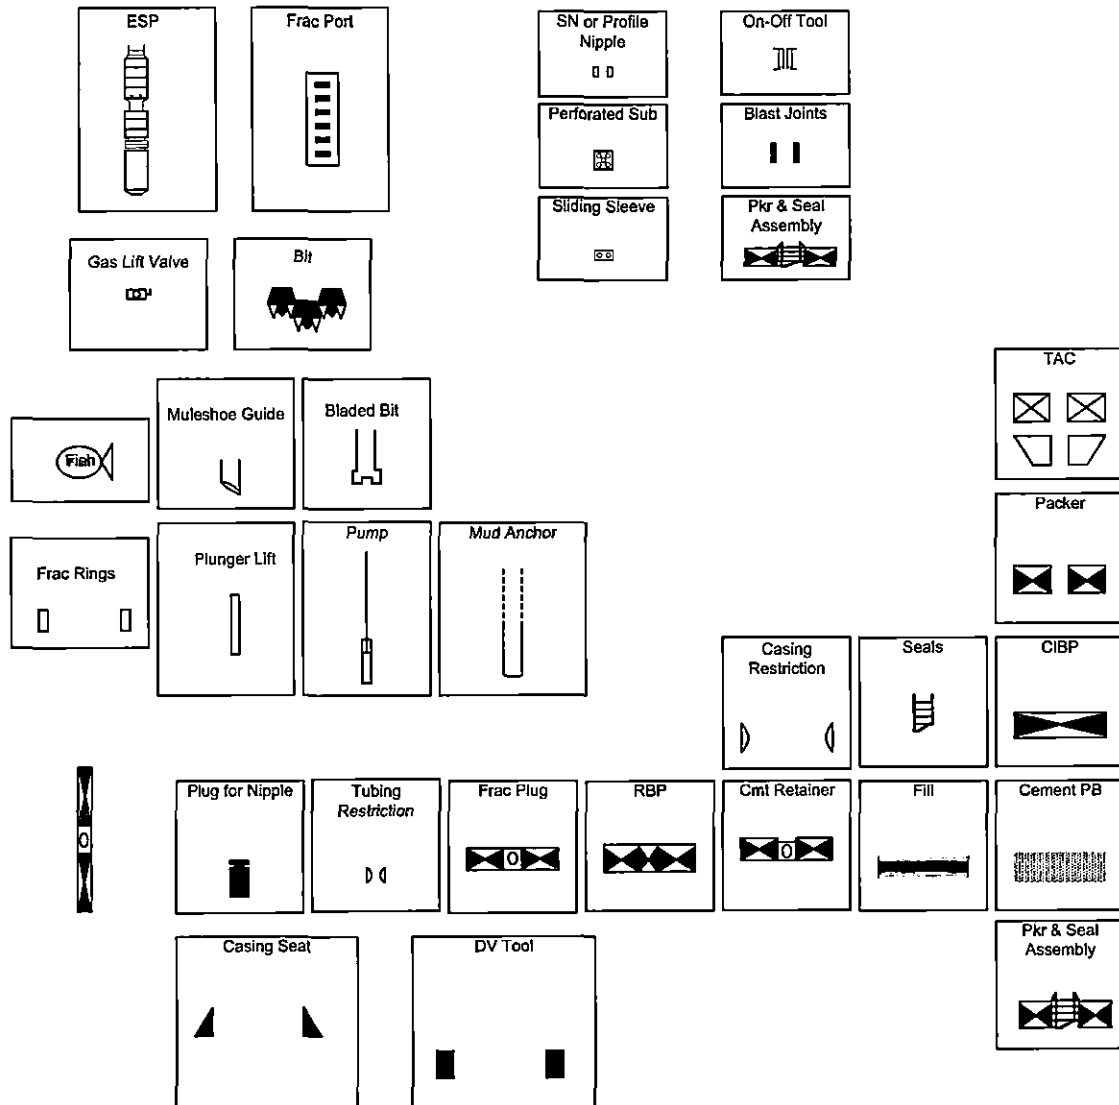 ESP
Frac Port
SN or Profile
Nipple
On-Off Tool
Perforated Sub
Blast Joints
Sliding Sleeve
Pkr & Seal
Assembly
Gas Lift Valve
Bit
TAC
Muleshoe Guide
Bladed Bit
Fish
Packer
Frac Rings
Plunger Lift
Pump
Mud Anchor
Casing
Restriction
Seals
CIBP
Plug for Nipple
Tubing
Restriction
Frac Plug
RBP
Cmt Retainer
Fill
Cement PB
Pkr & Seal
Assembly
Casing Seat
DV Tool